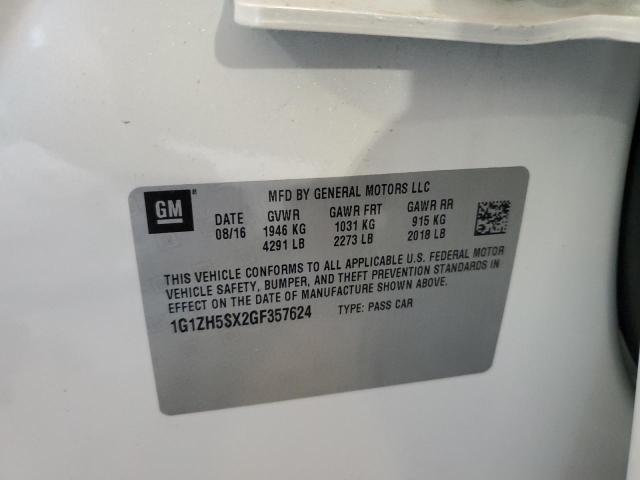 GM
MFD BY GENERAL MOTORS LLC
DATE GVWR GAWR FRT GAWR RR
08/16 1946 KG 1031 KG 915 KG
4291 LB 2273 LB 2018 LB
THIS VEHICLE CONFORMS TO ALL APPLICABLE U.S. FEDERAL MOTOR
VEHICLE SAFETY, BUMPER, AND THEFT PREVENTION STANDARDS IN
EFFECT ON THE DATE OF MANUFACTURE SHOWN ABOVE.
1G1ZH5SX2GF357624 TYPE: PASS CAR